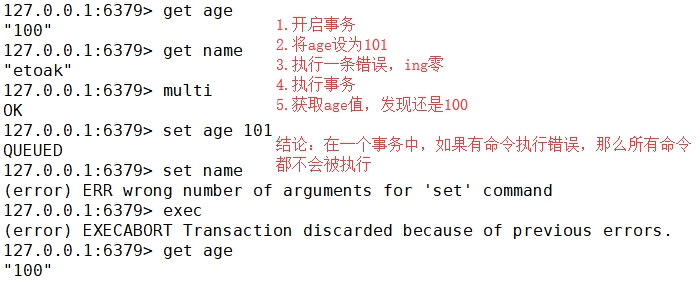 127.0.0.1:6379> get age
"100"
127.0.0.1:6379> get name
"etoak"
127.0.0.1:6379> multi
OK
127.0.0.1:6379> set age 101
QUEUED
127.0.0.1:6379> set name
(error) ERR wrong number of arguments for 'set' command
127.0.0.1:6379> exec
(error) EXECABORT Transaction discarded because of previous errors.
127.0.0.1:6379> get age
"100"
1.开启事务
2.将age设为101
3.执行一条错误，ing零
4.执行事务
5.获取age值，发现还是100
结论：在一个事务中，如果有命令执行错误，那么所有命令
都不会被执行